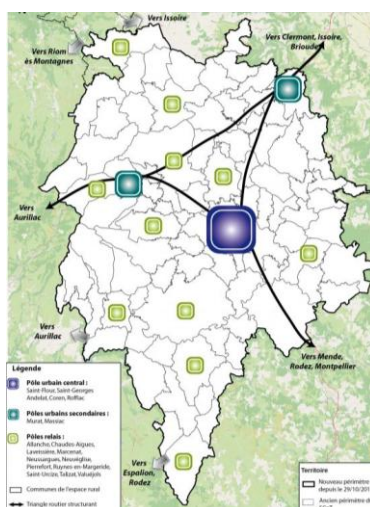 Vers Issoire
Vers Riom
ès Montagnes
Vers Clermont, Issoire,
Brioude
Vers
Aurillac
Vers
Aurillac
Vers Mende,
Rodez, Montpellier
Vers
Espalion,
Rodez
Légende
Pôle urbain central :
Saint-Flour, Saint-Georges
Andelat, Coren, Roffiac
Pôles urbains secondaires :
Murat, Massiac
Pôles relais :
Allanche, Chaudes-Aigues,
Laveissière, Marcenat,
Neussargues, Neuvéglise,
Pierrefort, Ruynes-en-Margeride,
Saint-Urcize, Talizat, Valuéjols
Communes de l'espace rural
Triangle routier structurant
Territoire
Nouveau périmètre
depuis le 29/10/201
Ancien périmètre de